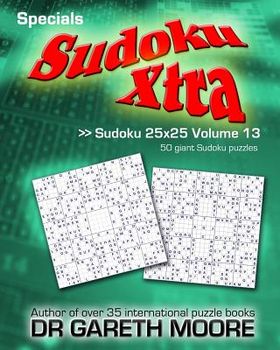 Specials
Sudoku
Xtra
>> Sudoku 25x25 Volume 13
50 giant Sudoku puzzles
Author of over 35 international puzzle books
DR GARETH MOORE